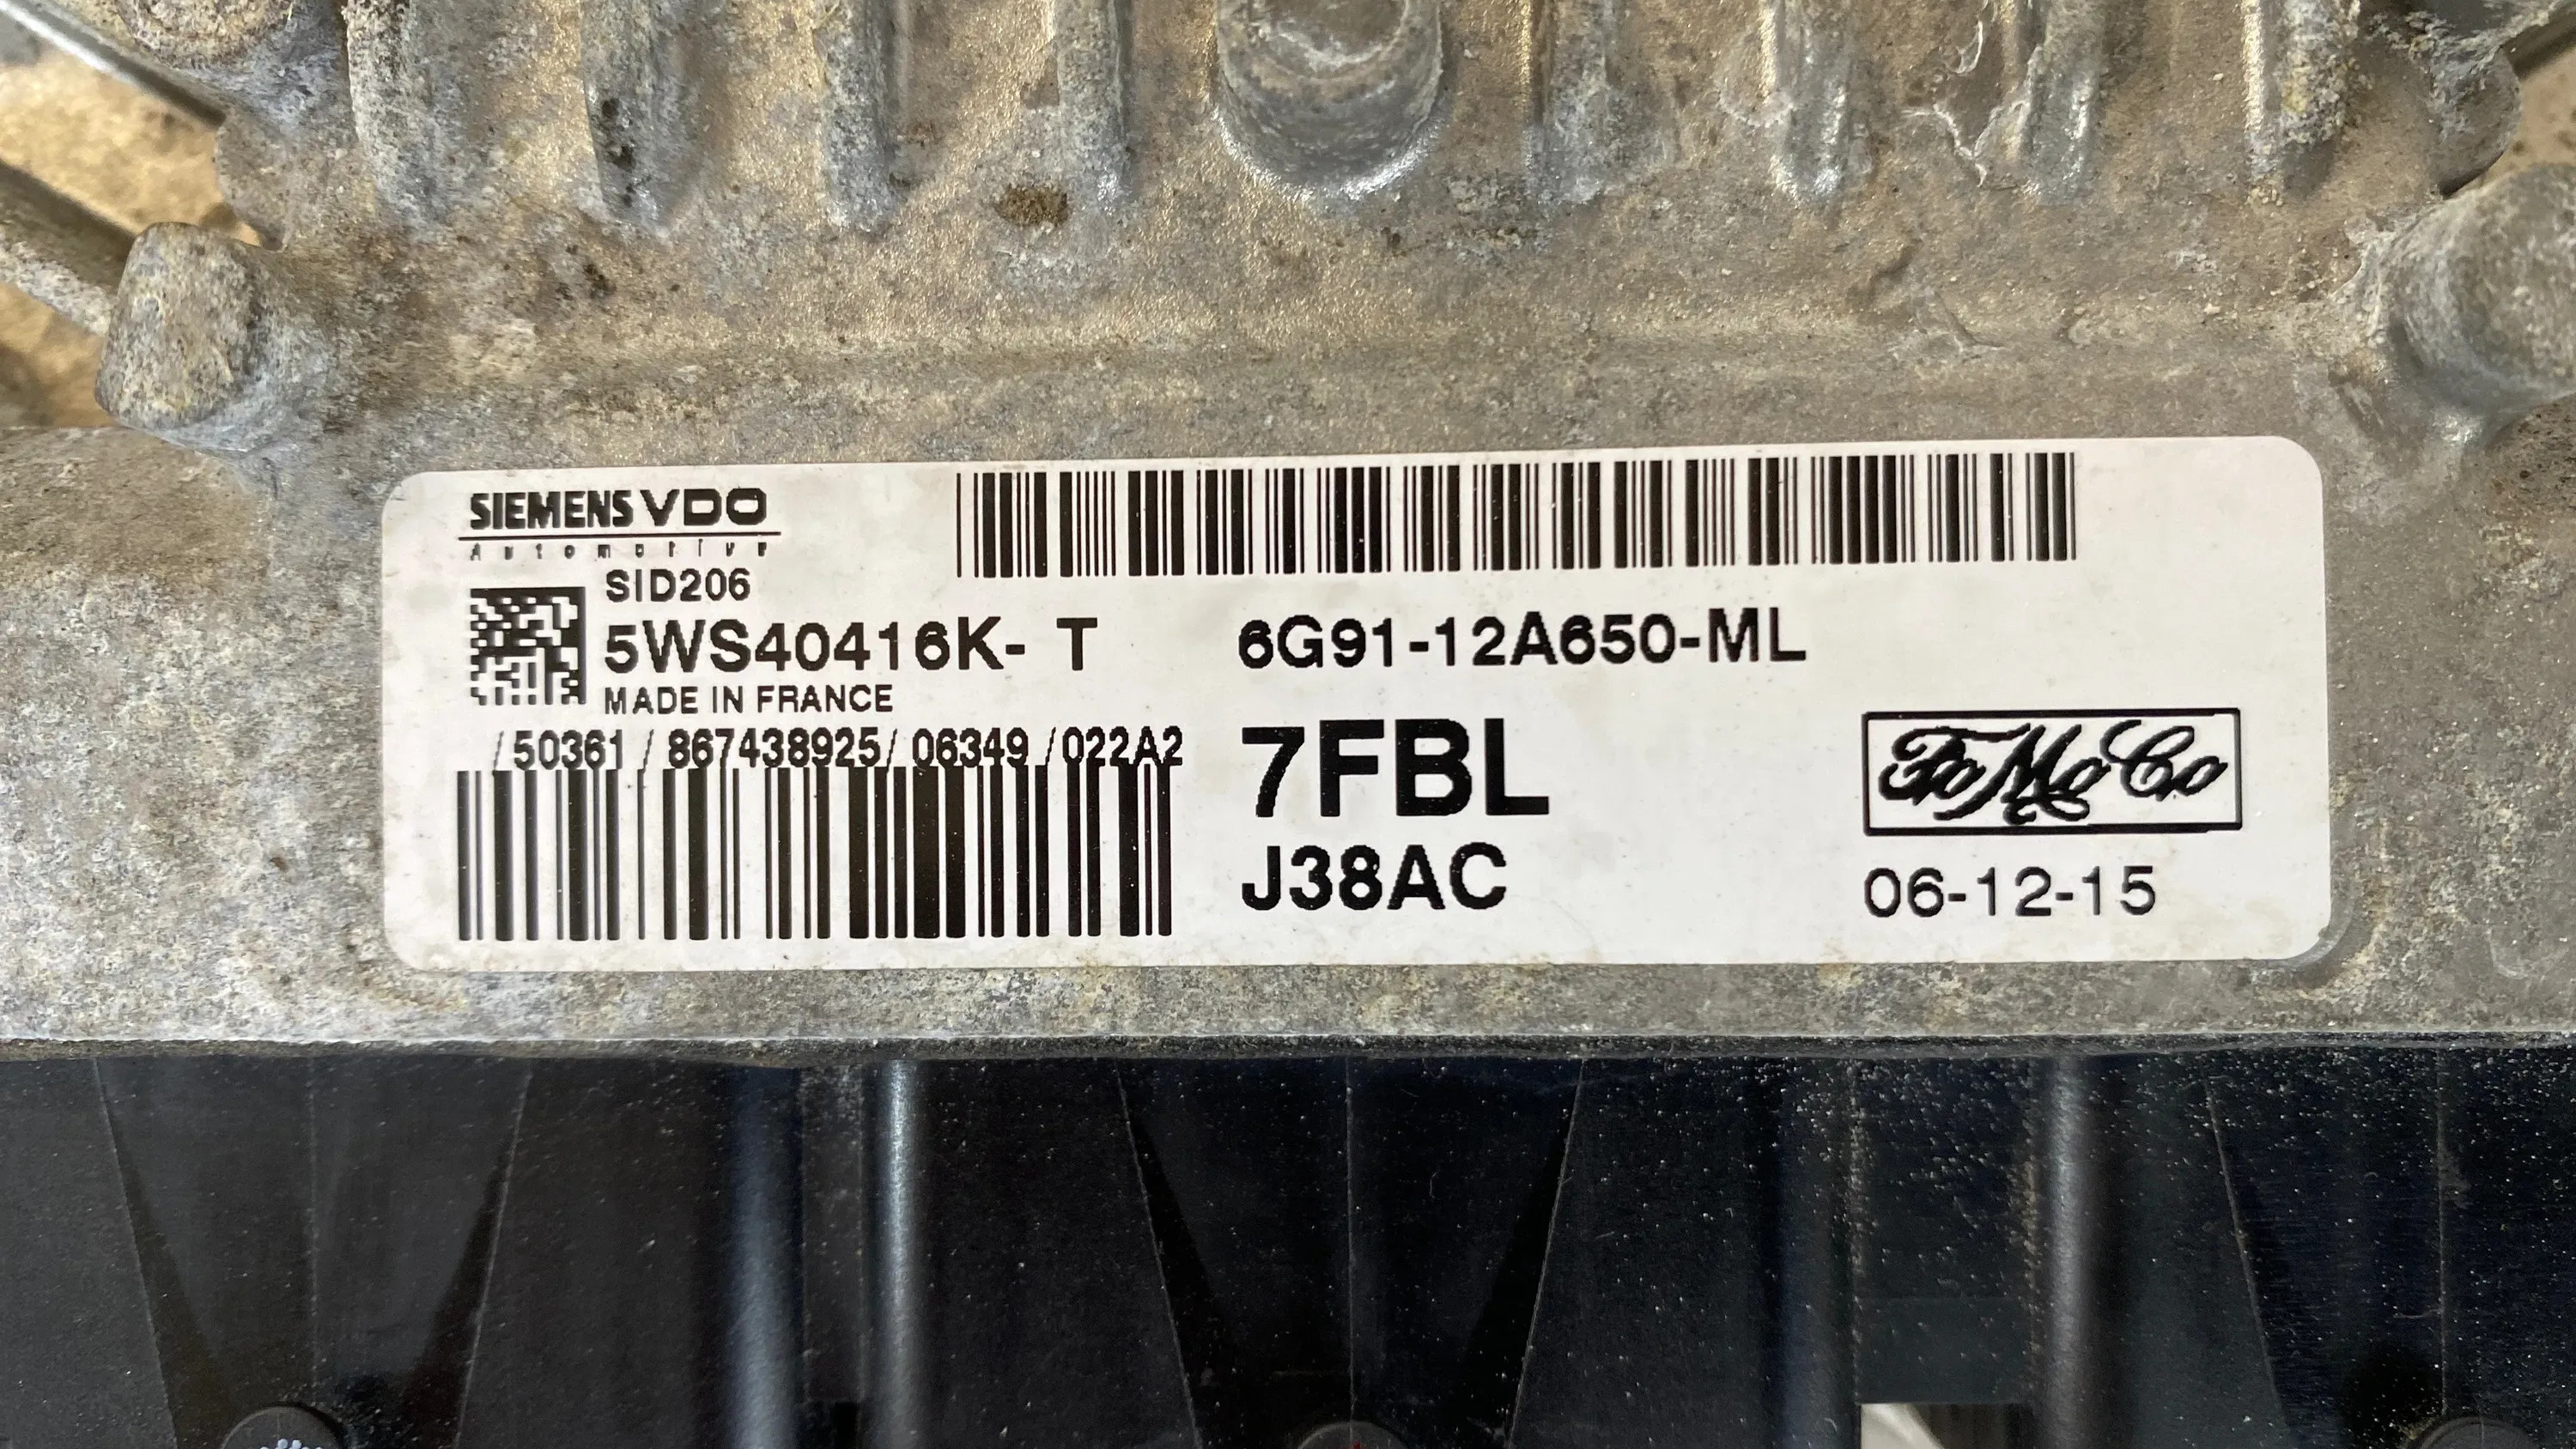 SIEMENS VDO
Automotive
SID206
5WS40416K- T 6G91-12A650-ML
MADE IN FRANCE
/50361 / 867438925/ 06349 /022A2
7FBL
FoMoCo
J38AC
06-12-15